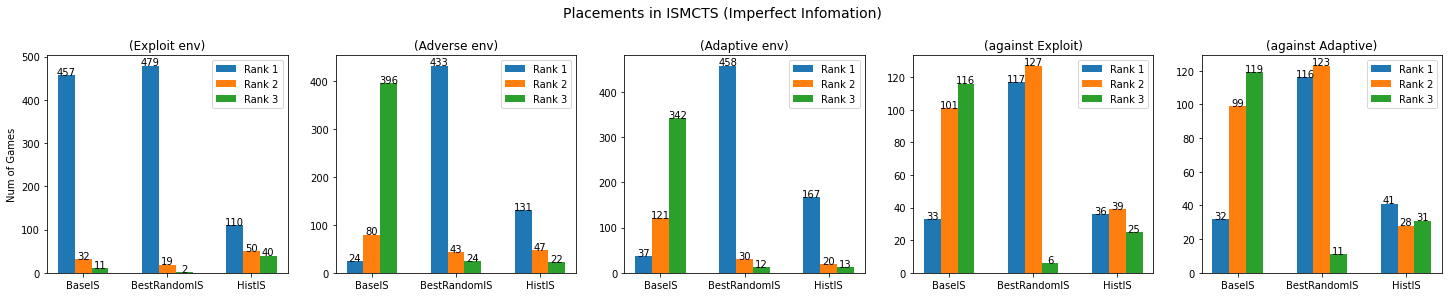 Placements in ISMCTS (Imperfect Infomation)
(Exploit env)
Num of Games
500
400
300
200
100
0
457
32
11
479
19
2
110
50
40
Rank 1
Rank 2
Rank 3
BaseIS BestRandomIS HistIS
(Adverse env)
400
300
200
100
0
24
80
396
433
43
24
131
47
22
Rank 1
Rank 2
Rank 3
BaseIS BestRandomIS HistIS
(Adaptive env)
400
300
200
100
0
37
121
342
458
30
12
167
20
13
Rank 1
Rank 2
Rank 3
BaseIS BestRandomIS HistIS
(against Exploit)
120
100
80
60
40
20
0
33
101
116
117
127
6
36
39
25
Rank 1
Rank 2
Rank 3
BaseIS BestRandomIS HistIS
(against Adaptive)
120
100
80
60
40
20
0
32
99
119
116
123
11
41
28
31
Rank 1
Rank 2
Rank 3
BaseIS BestRandomIS HistIS